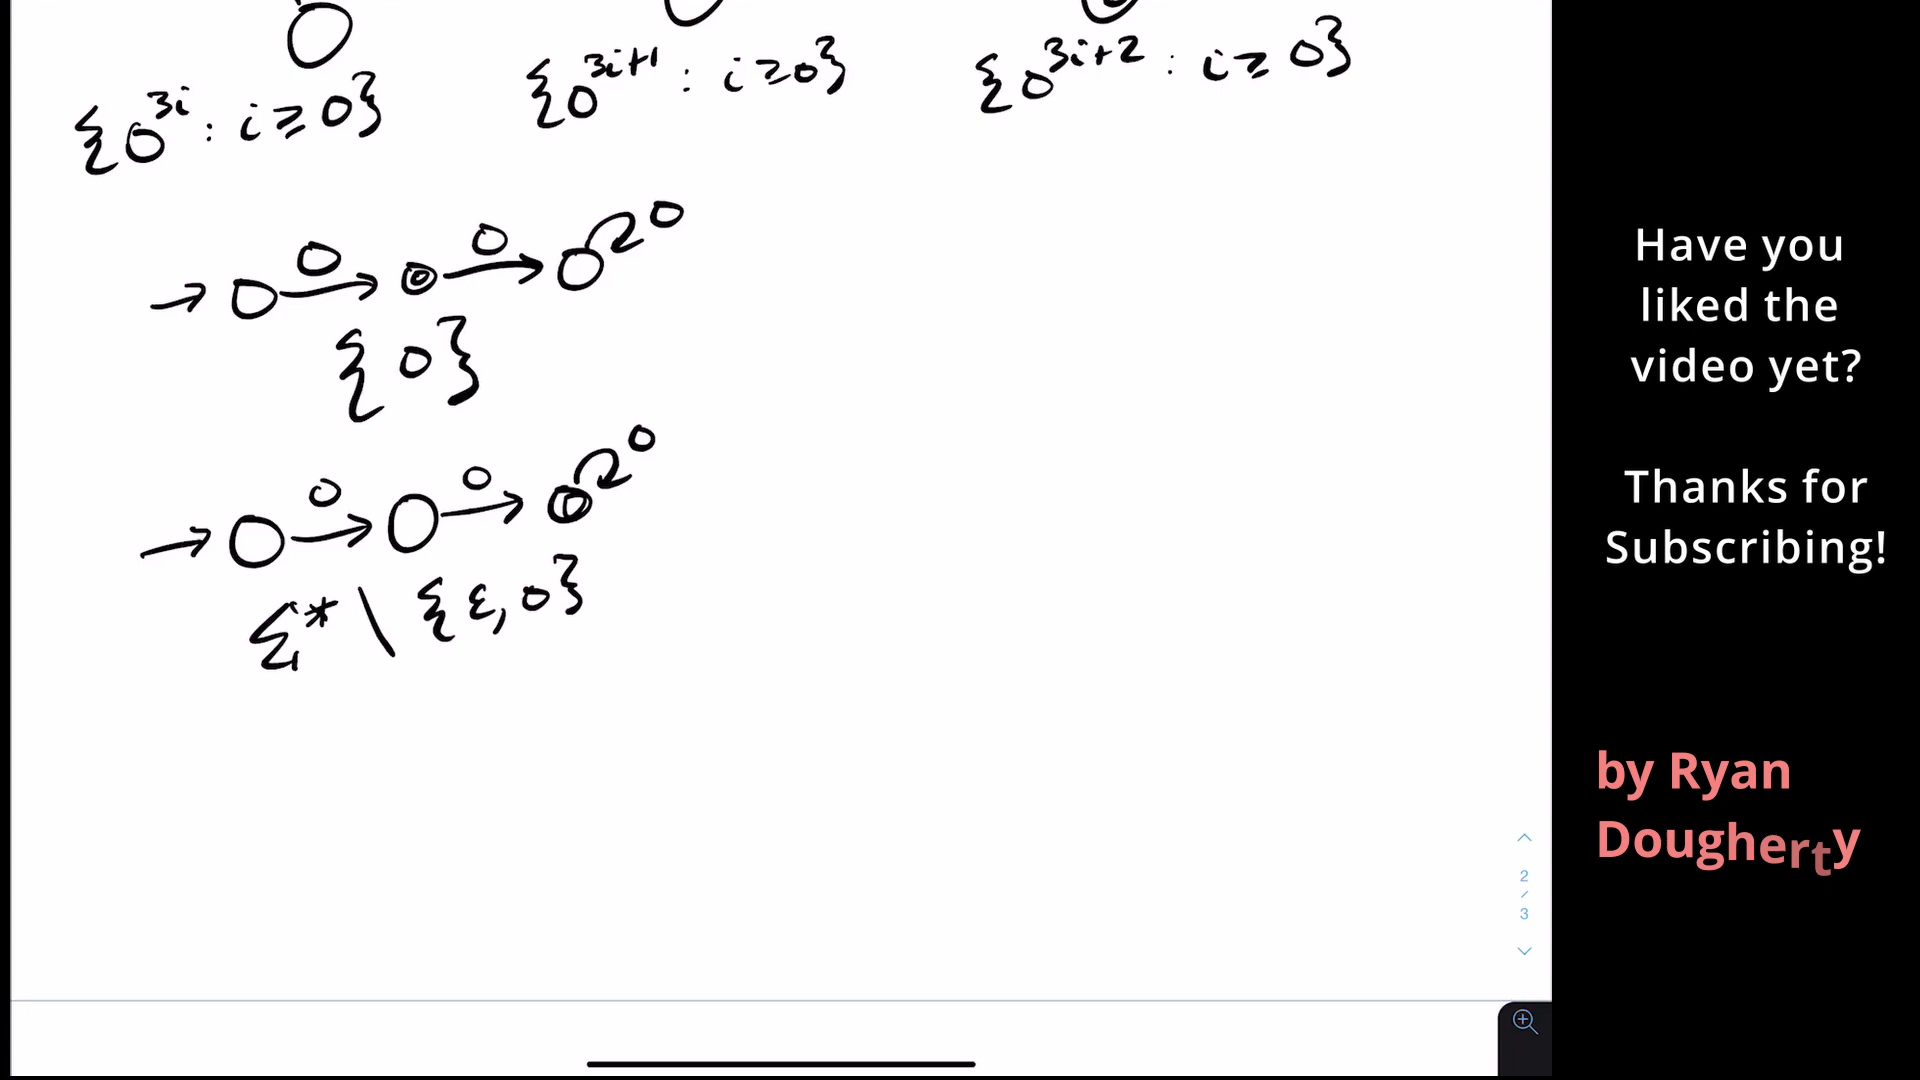 {0^{3i} : i ≥ 0} {0^{3i+1} : i ≥ 0} {0^{3i+2} : i ≥ 0}
0 0 0
{0}
0 0 0
Σ* \ {ε, 0}
Have you
liked the
video yet?
Thanks for
Subscribing!
by Ryan
Dougherty
2
/
3